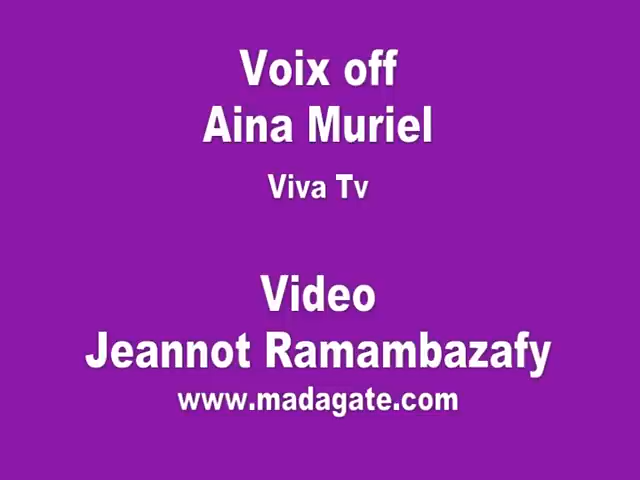 Voix off
Aina Muriel
Viva Tv
Video
Jeannot Ramambazafy
www.madagate.com